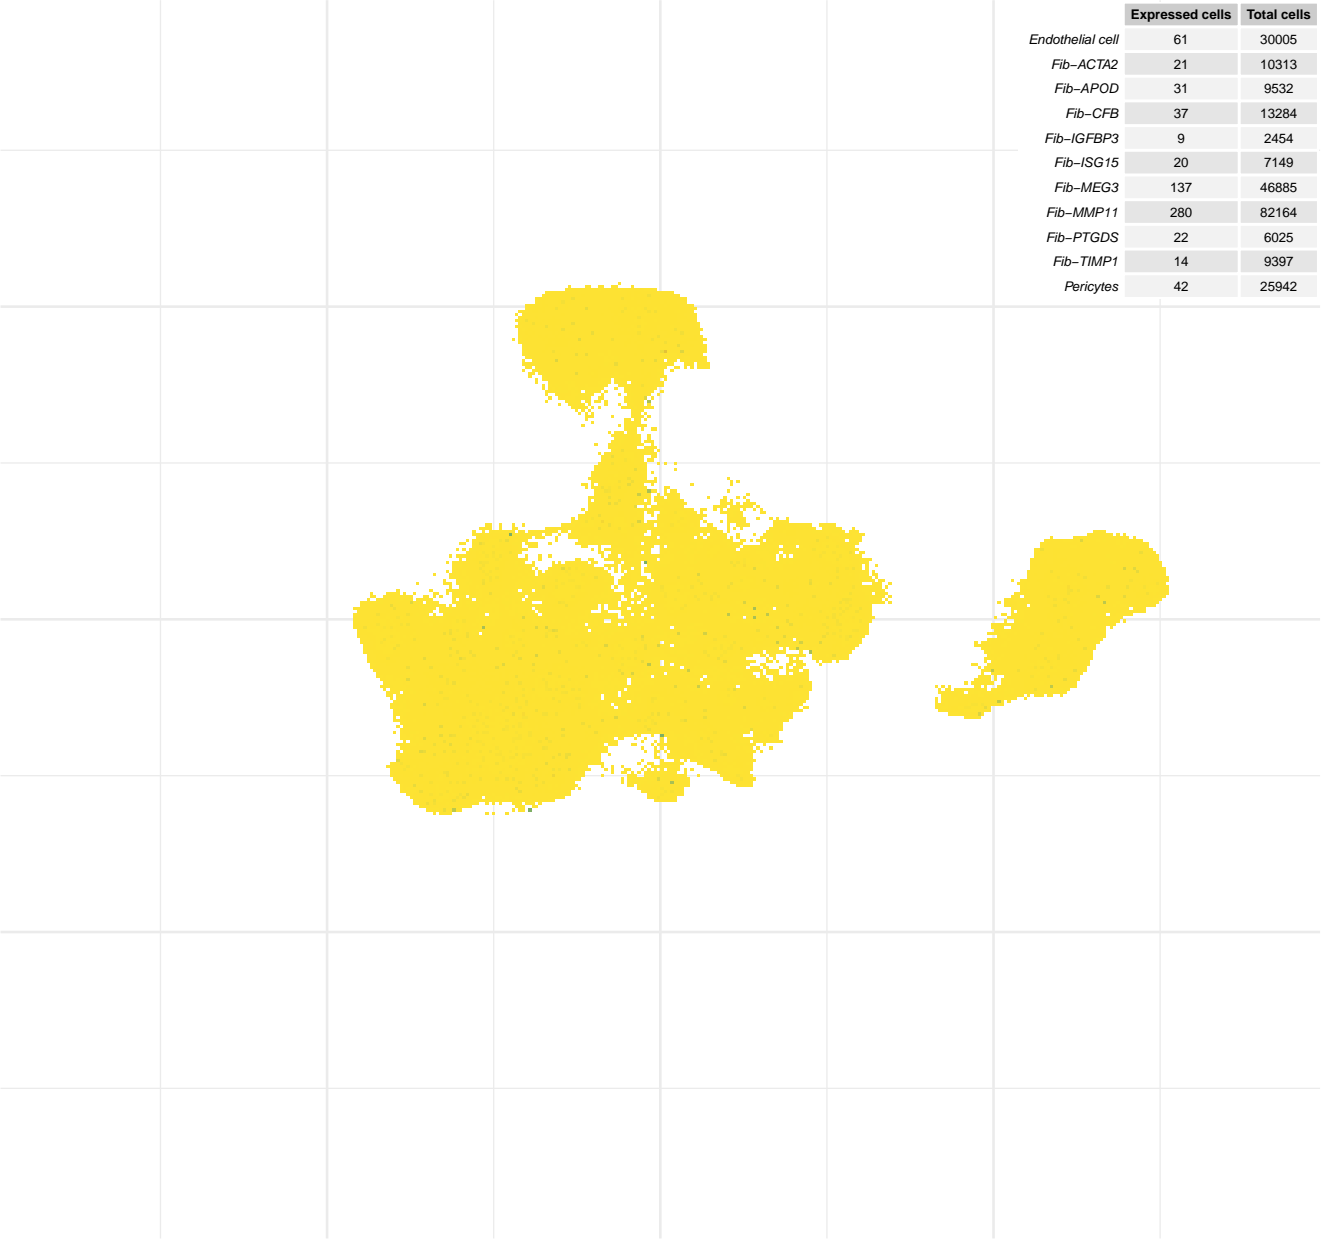 Expressed cells Total cells
Endothelial cell 61 30005
Fib−ACTA2 21 10313
Fib−APOD 31 9532
Fib−CFB 37 13284
Fib−IGFBP3 9 2454
Fib−ISG15 20 7149
Fib−MEG3 137 46885
Fib−MMP11 280 82164
Fib−PTGDS 22 6025
Fib−TIMP1 14 9397
Pericytes 42 25942